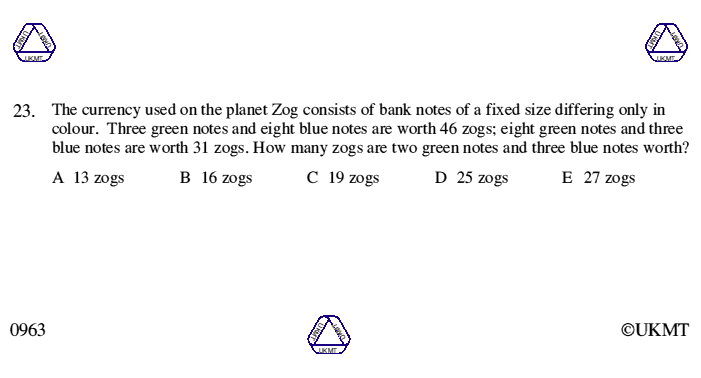 UKMT UKMT UKMT
UKMT UKMT UKMT
23. The currency used on the planet Zog consists of bank notes of a fixed size differing only in
colour. Three green notes and eight blue notes are worth 46 zogs; eight green notes and three
blue notes are worth 31 zogs. How many zogs are two green notes and three blue notes worth?
A 13 zogs B 16 zogs C 19 zogs D 25 zogs E 27 zogs
0963
UKMT UKMT UKMT
©UKMT